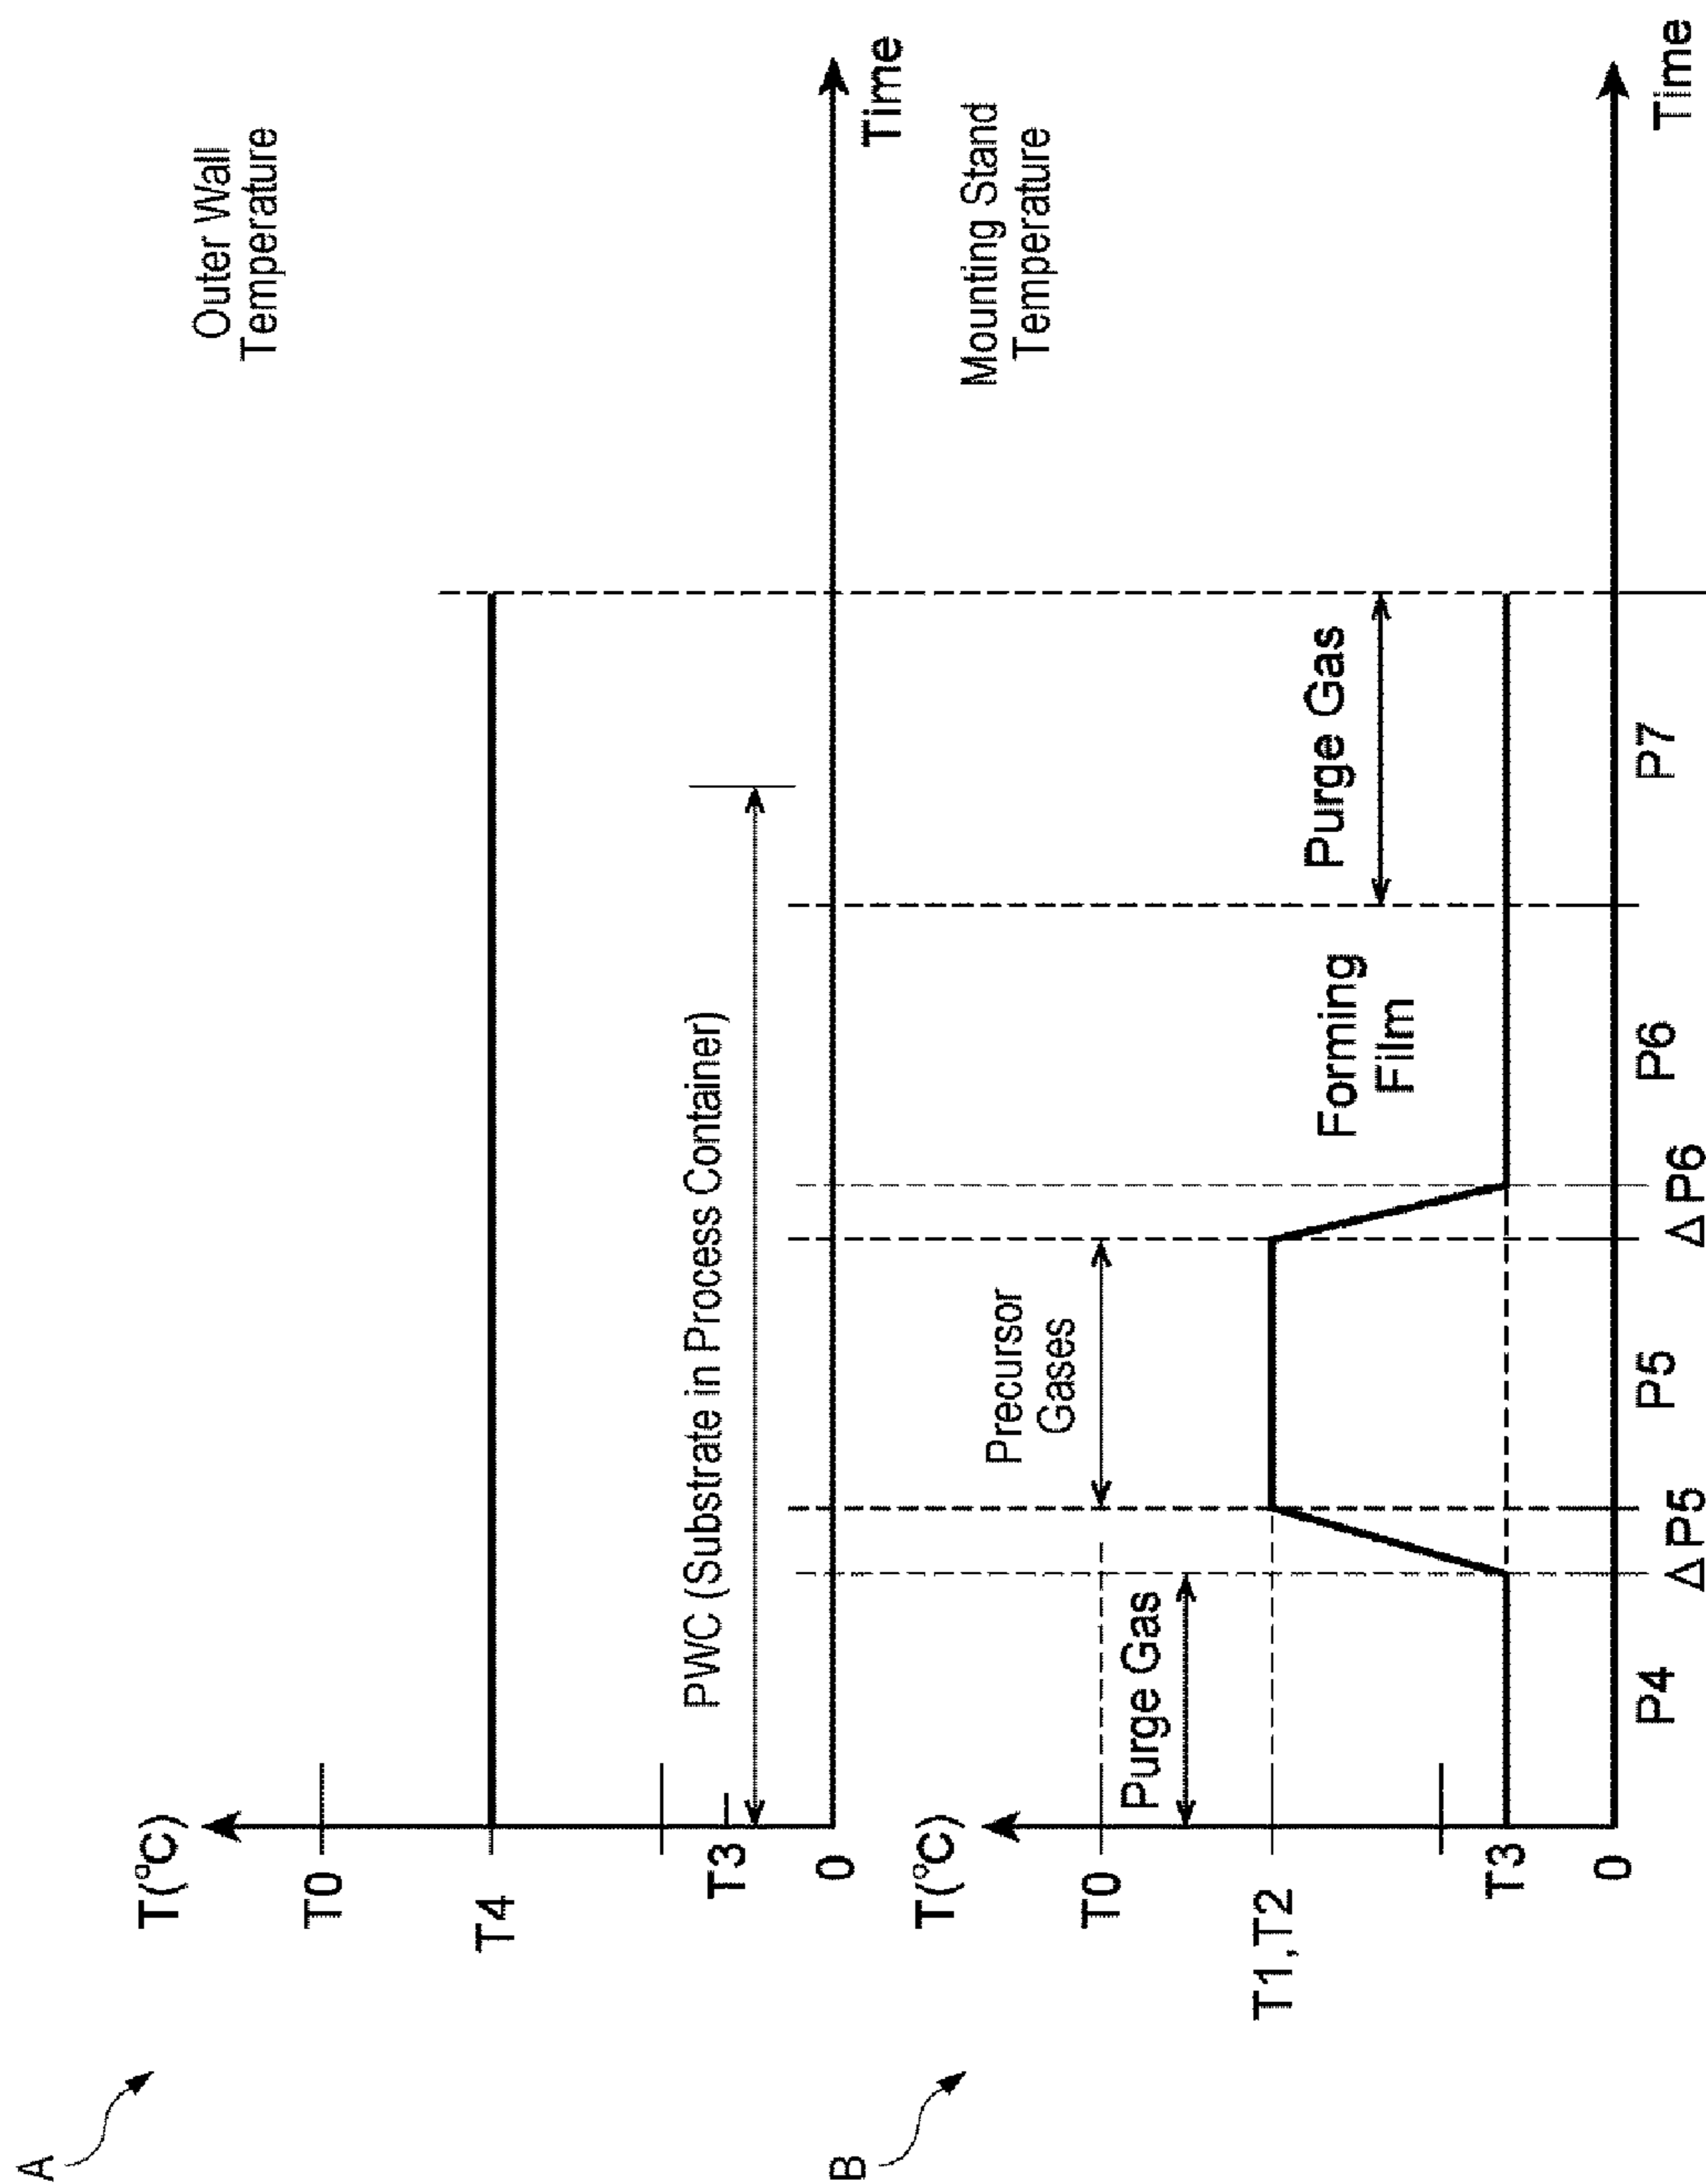 A
T(°C)
T0
T4
T3
0
Outer Wall
Temperature
PWC (Substrate in Process Container)
Time
B
T(°C)
T0
T1,T2
T3
0
Mounting Stand
Temperature
Purge Gas
Precursor
Gases
Forming
Film
Purge Gas
P4
ΔP5
P5
ΔP6
P6
P7
Time